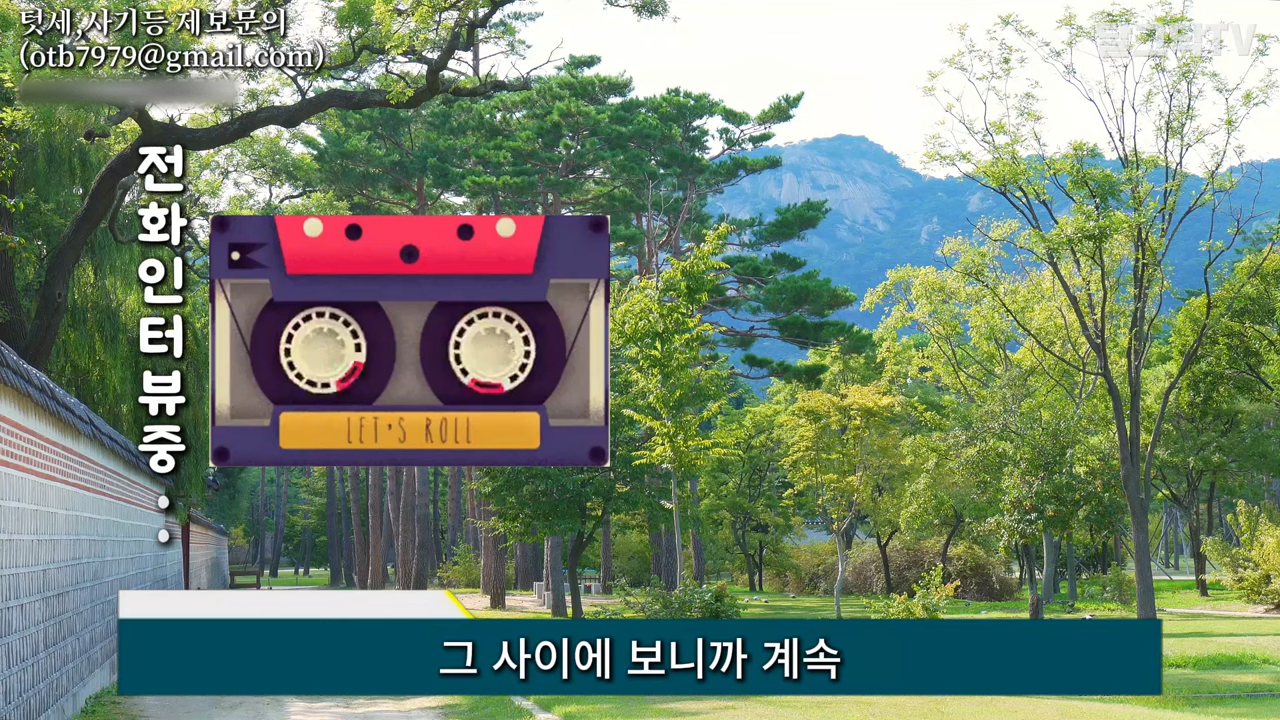 텃세,사기등 제보문의
(otb7979@gmail.com)
전화인터뷰중..
LET'S ROLL
그 사이에 보니까 계속